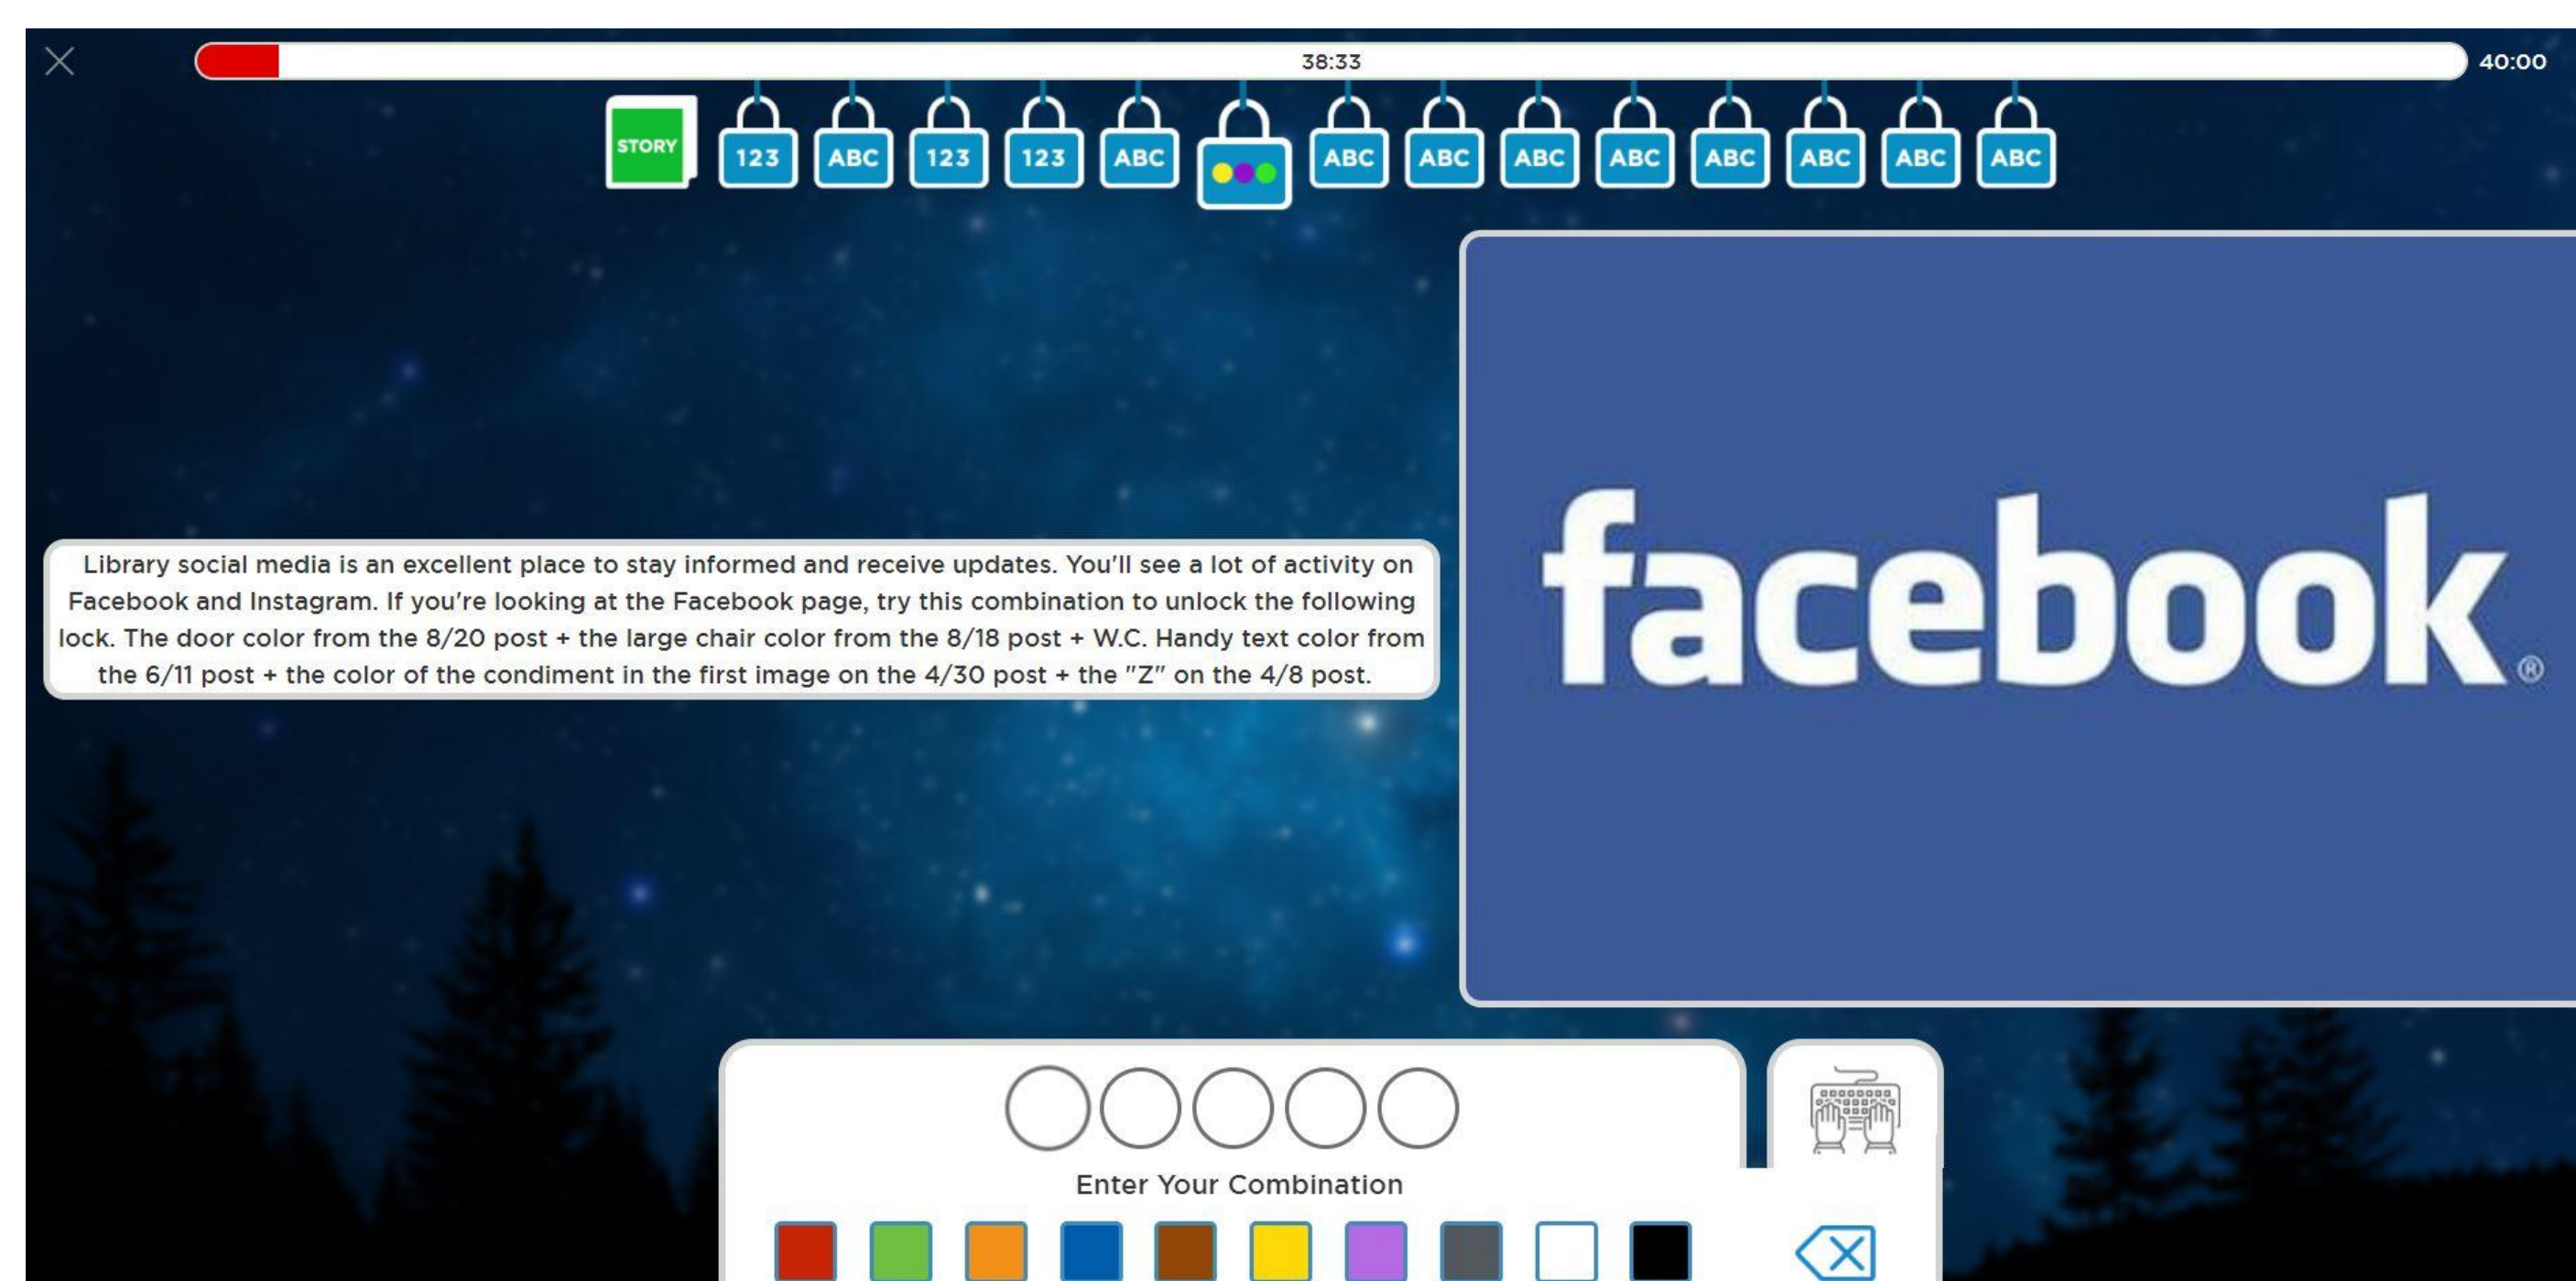 38:33
40:00
STORY
123
ABC
123
123
ABC
ABC
ABC
ABC
ABC
ABC
ABC
ABC
ABC
Library social media is an excellent place to stay informed and receive updates. You'll see a lot of activity on
Facebook and Instagram. If you're looking at the Facebook page, try this combination to unlock the following
lock. The door color from the 8/20 post + the large chair color from the 8/18 post + W.C. Handy text color from
the 6/11 post + the color of the condiment in the first image on the 4/30 post + the "Z" on the 4/8 post.
facebook®
Enter Your Combination